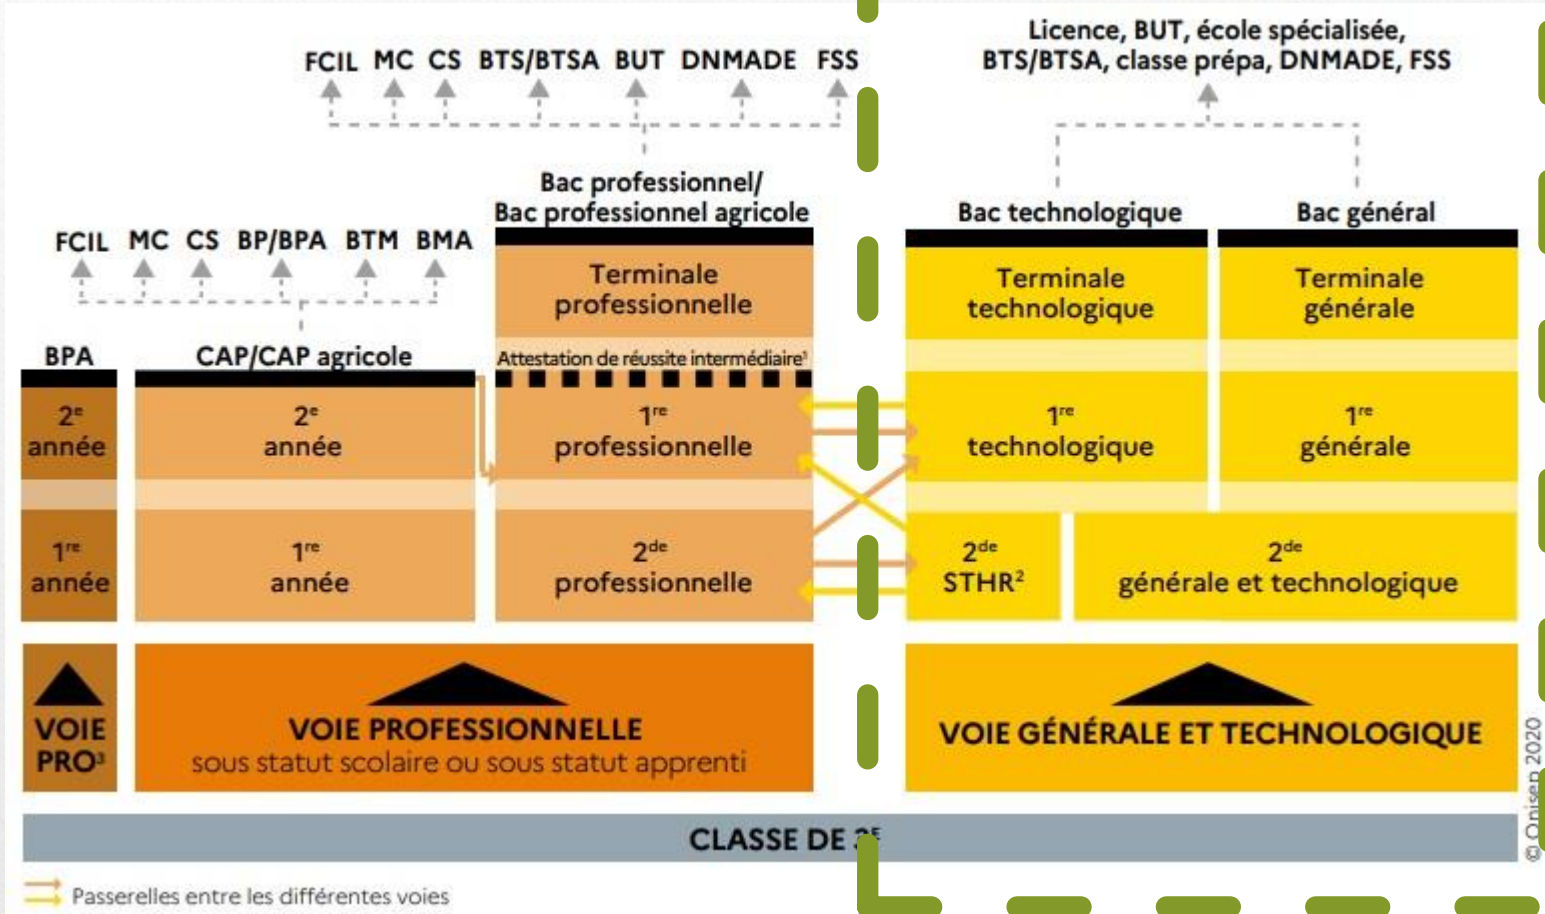 Licence, BUT, école spécialisée,
BTS/BTSA, classe prépa, DNMADE, FSS
FCIL MC CS BTS/BTSA BUT DNMADE FSS
Bac professionnel/
Bac professionnel agricole
Bac technologique
Bac général
FCIL MC CS BP/BPA BTM BMA
Terminale
professionnelle
Terminale
technologique
Terminale
générale
BPA
CAP/CAP agricole
Attestation de réussite intermédiaire¹
2e
année
2e
année
1re
professionnelle
1re
technologique
1re
générale
1re
année
1re
année
2de
professionnelle
2de
STHR²
2de
générale et technologique
VOIE
PRO³
VOIE PROFESSIONNELLE
sous statut scolaire ou sous statut apprenti
VOIE GÉNÉRALE ET TECHNOLOGIQUE
© Onisep 2020
CLASSE DE 3E
Passerelles entre les différentes voies